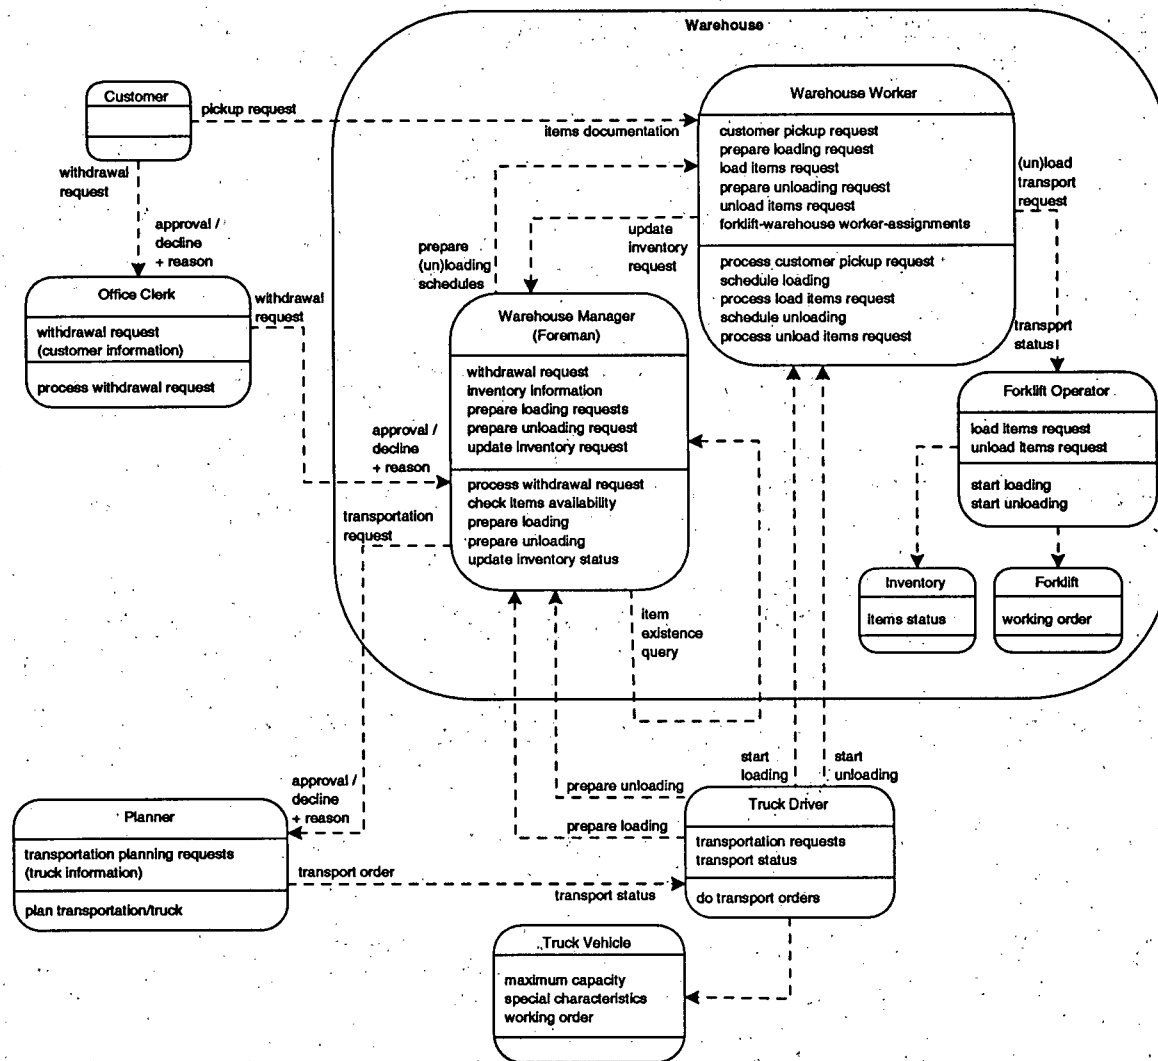 Warehouse
Customer
pickup request
items documentation
withdrawal
request
approval /
decline
+ reason
Warehouse Worker
customer pickup request
prepare loading request
load items request
prepare unloading request
unload items request
forklift-warehouse worker-assignments
process customer pickup request
schedule loading
process load items request
schedule unloading
process unload items request
(un)load
transport
request
transport
status
update
inventory
request
prepare
(un)loading
schedules
Office Clerk
withdrawal request
(customer information)
process withdrawal request
withdrawal
request
approval /
decline
+ reason
Warehouse Manager
(Foreman)
withdrawal request
inventory information
prepare loading requests
prepare unloading request
update inventory request
process withdrawal request
check items availability
prepare loading
prepare unloading
update inventory status
Forklift Operator
load items request
unload items request
start loading
start unloading
Inventory
items status
Forklift
working order
transportation
request
item
existence
query
approval /
decline
+ reason
start
loading
start
unloading
prepare unloading
prepare loading
Planner
transportation planning requests
(truck information)
plan transportation/truck
transport order
transport status
Truck Driver
transportation requests
transport status
do transport orders
Truck Vehicle
maximum capacity
special characteristics
working order